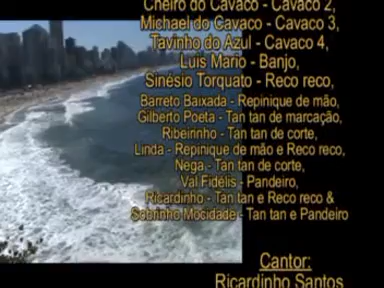 Cheiro do Cavaco - Cavaco 2,
Michael do Cavaco - Cavaco 3,
Tavinho do Azul - Cavaco 4,
Luis Mario - Banjo,
Sinésio Torquato - Reco reco,
Barreto Baixada - Repinique de mão,
Gilberto Poeta - Tan tan de marcação,
Ribeirinho - Tan tan de corte,
Linda - Repinique de mão e Reco reco,
Nega - Tan tan de corte,
Val Fidélis - Pandeiro,
Ricardinho - Tan tan e Reco reco &
Sobrinho Mocidade - Tan tan e Pandeiro
Cantor:
Ricardinho Santos